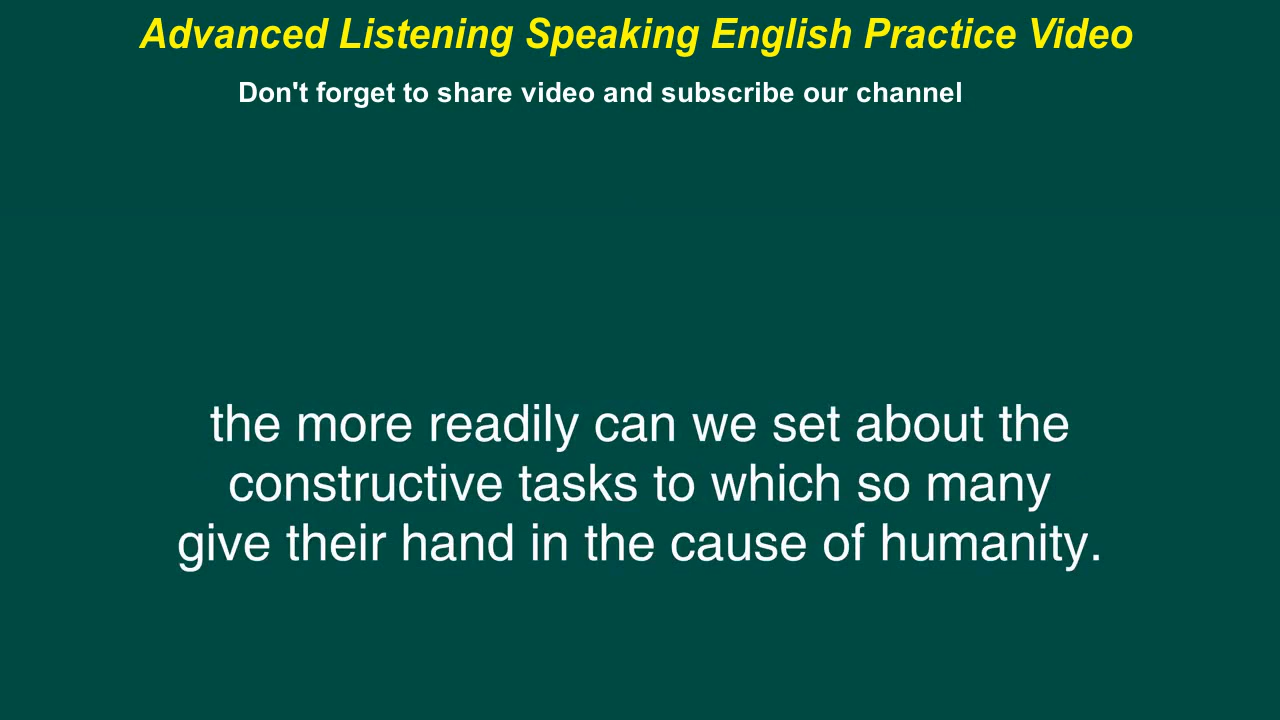 Advanced Listening Speaking English Practice Video
Don't forget to share video and subscribe our channel
the more readily can we set about the
constructive tasks to which so many
give their hand in the cause of humanity.